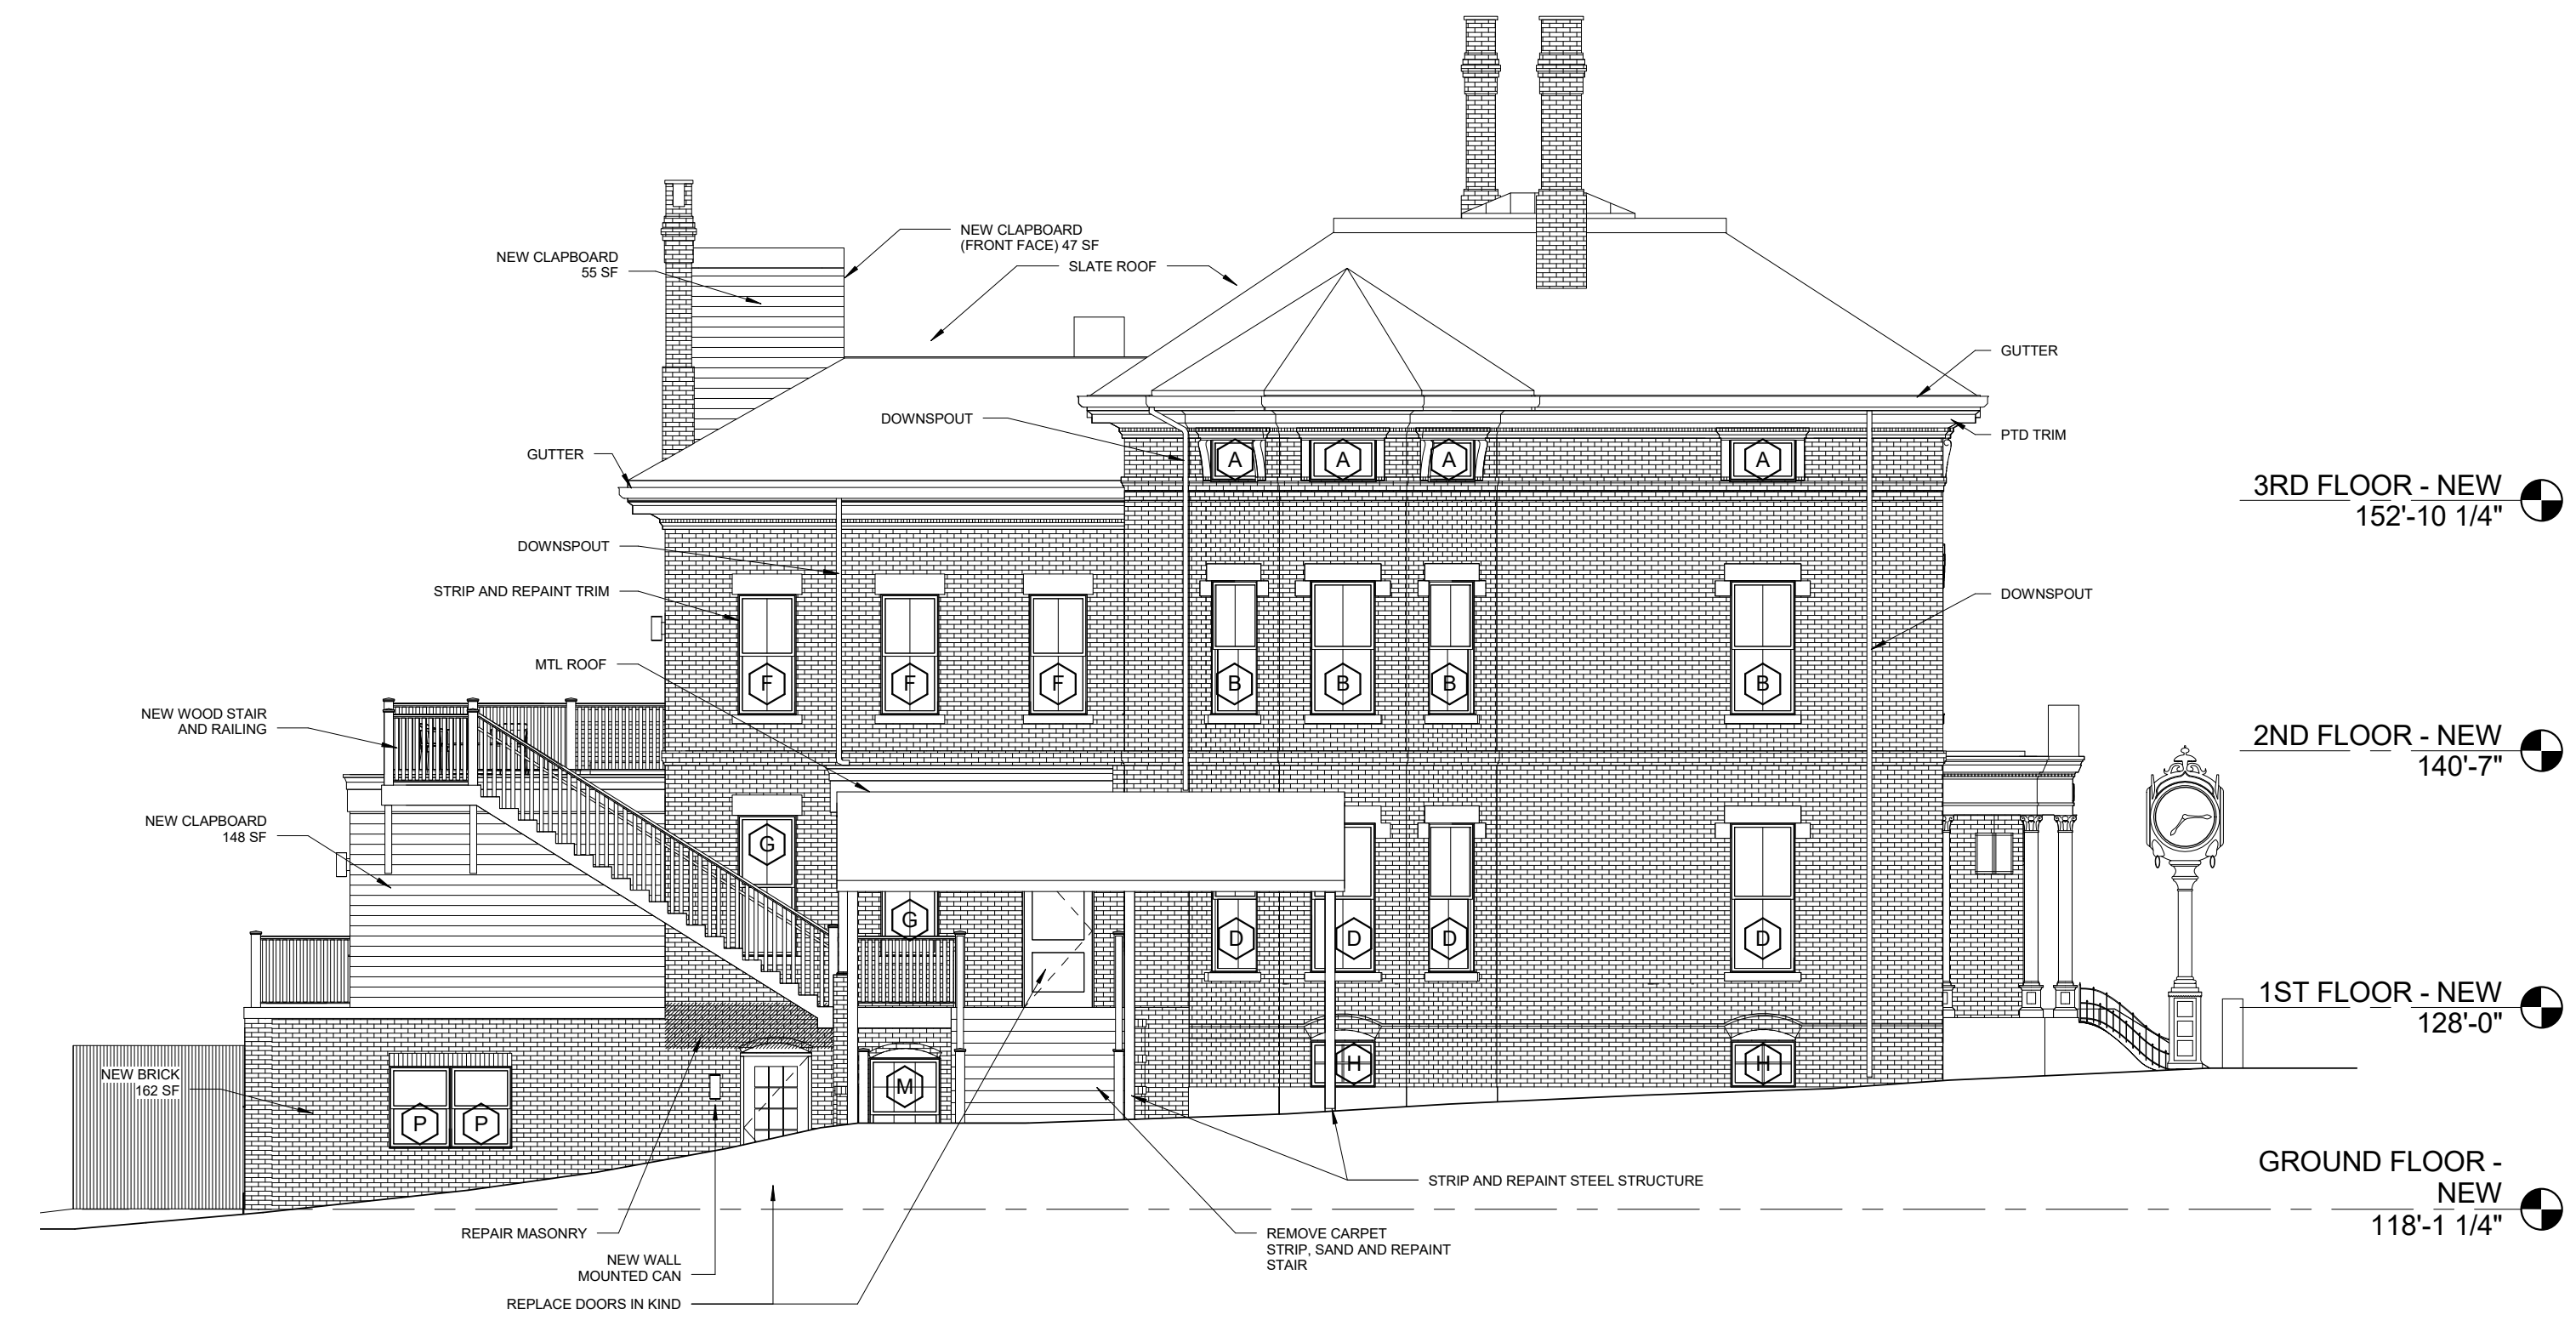 NEW CLAPBOARD
(FRONT FACE) 47 SF
NEW CLAPBOARD
55 SF
SLATE ROOF
GUTTER
DOWNSPOUT
PTD TRIM
GUTTER
A A A A
3RD FLOOR - NEW
152'-10 1/4"
DOWNSPOUT
STRIP AND REPAINT TRIM
DOWNSPOUT
MTL ROOF
F F F B B B B
NEW WOOD STAIR
AND RAILING
2ND FLOOR - NEW
140'-7"
NEW CLAPBOARD
148 SF
G
G D D D D
1ST FLOOR - NEW
128'-0"
NEW BRICK
162 SF
H H
M
P P
GROUND FLOOR -
NEW
118'-1 1/4"
STRIP AND REPAINT STEEL STRUCTURE
REPAIR MASONRY
REMOVE CARPET
STRIP, SAND AND REPAINT
STAIR
NEW WALL
MOUNTED CAN
REPLACE DOORS IN KIND